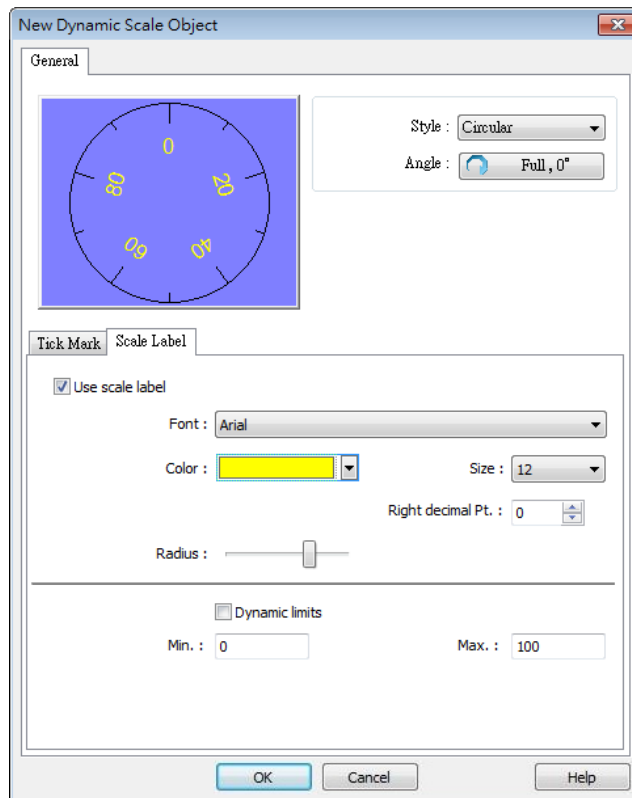 New Dynamic Scale Object
General
0
20
40
60
80
Style : Circular
Angle : Full , 0°
Tick Mark Scale Label
Use scale label
Font : Arial
Color : Size : 12
Right decimal Pt. : 0
Radius :
Dynamic limits
Min. : 0 Max. : 100
OK Cancel Help